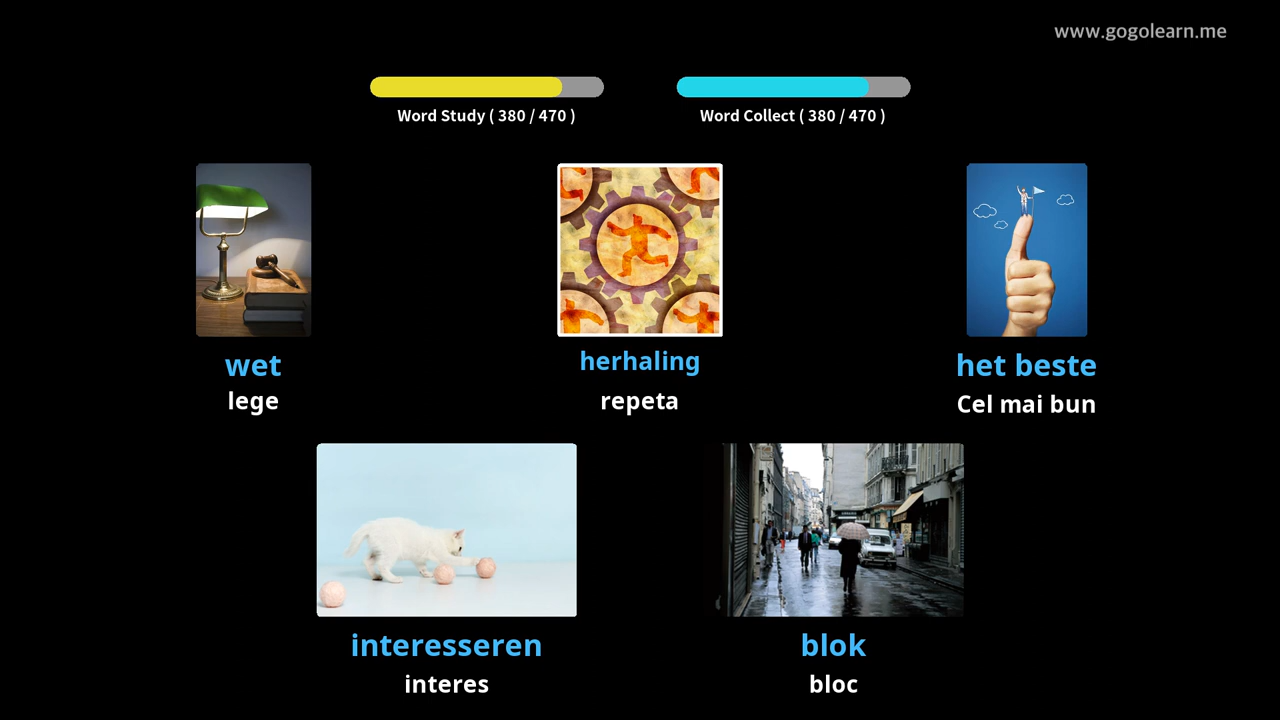 www.gogolearn.me
Word Study ( 380 / 470 )
Word Collect ( 380 / 470 )
wet
lege
herhaling
repeta
het beste
Cel mai bun
interesseren
interes
blok
bloc